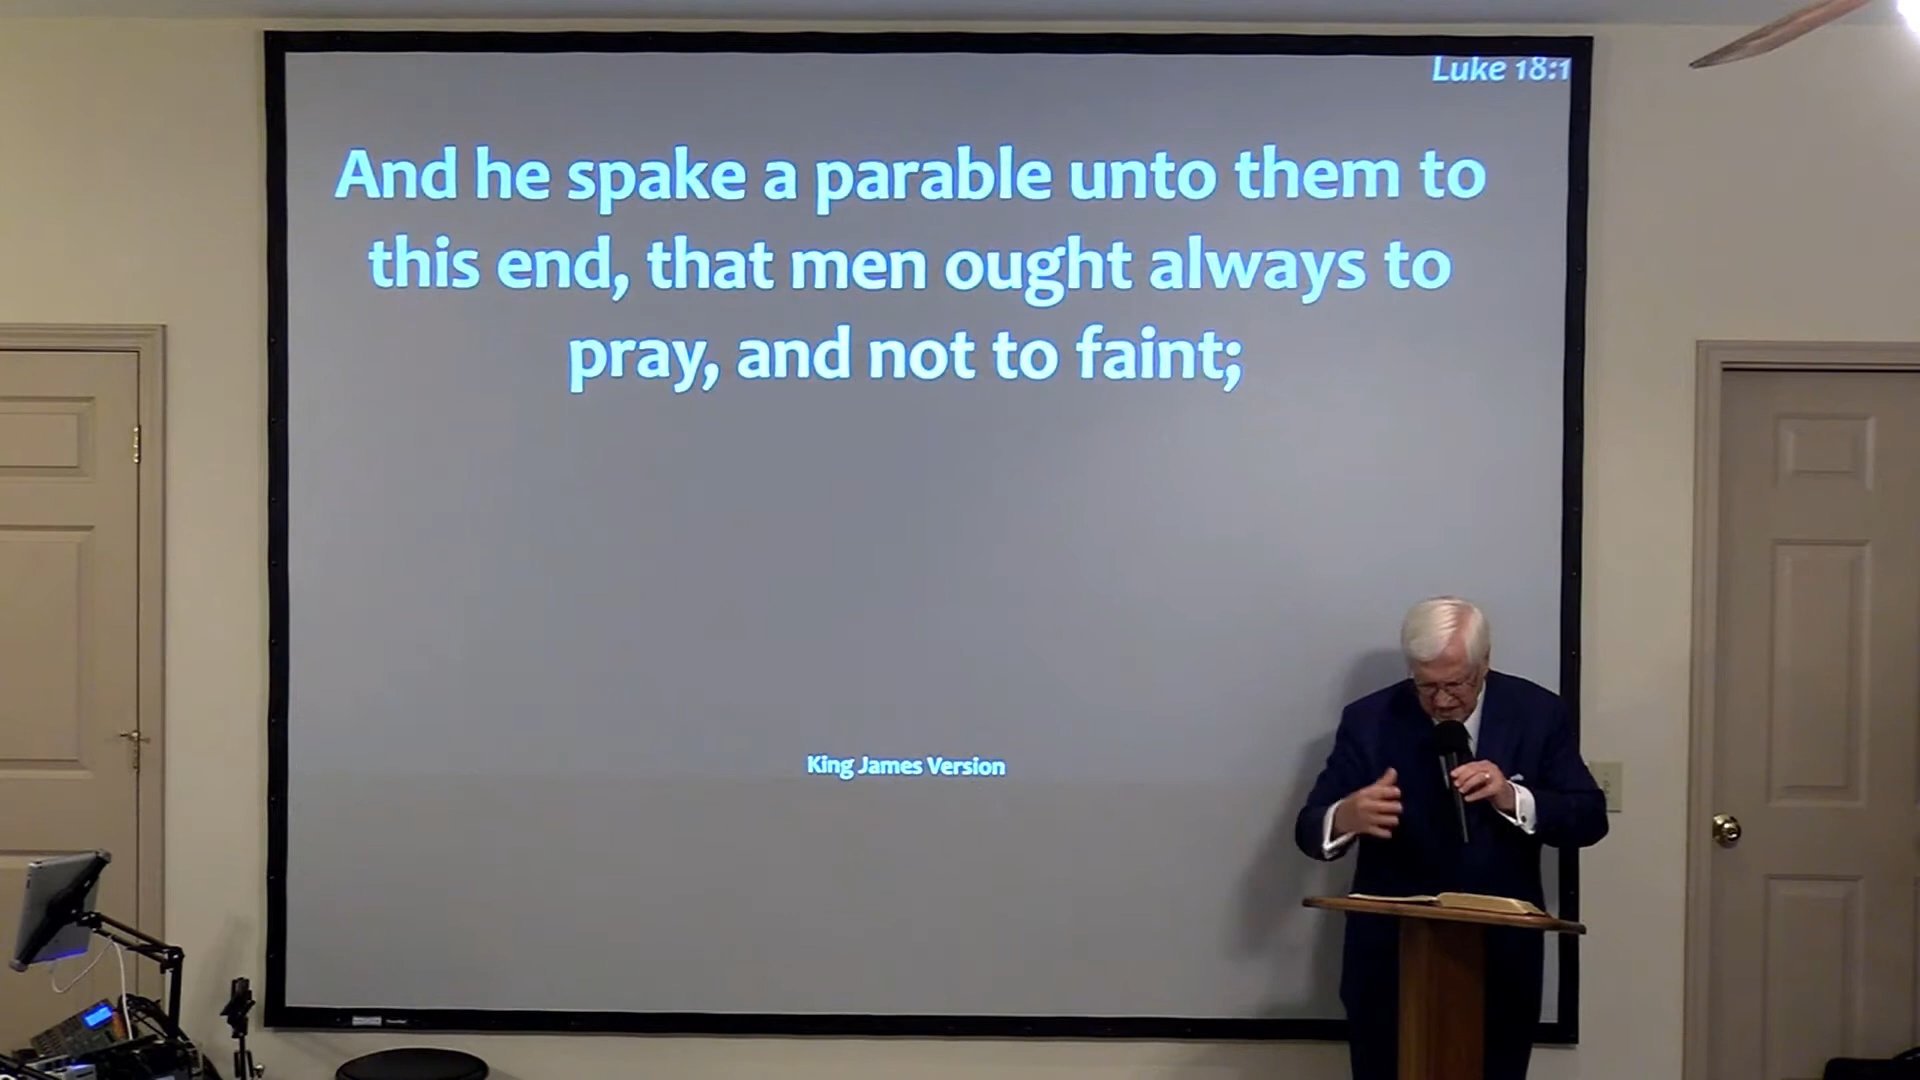 Luke 18:1
And he spake a parable unto them to
this end, that men ought always to
pray, and not to faint;
King James Version